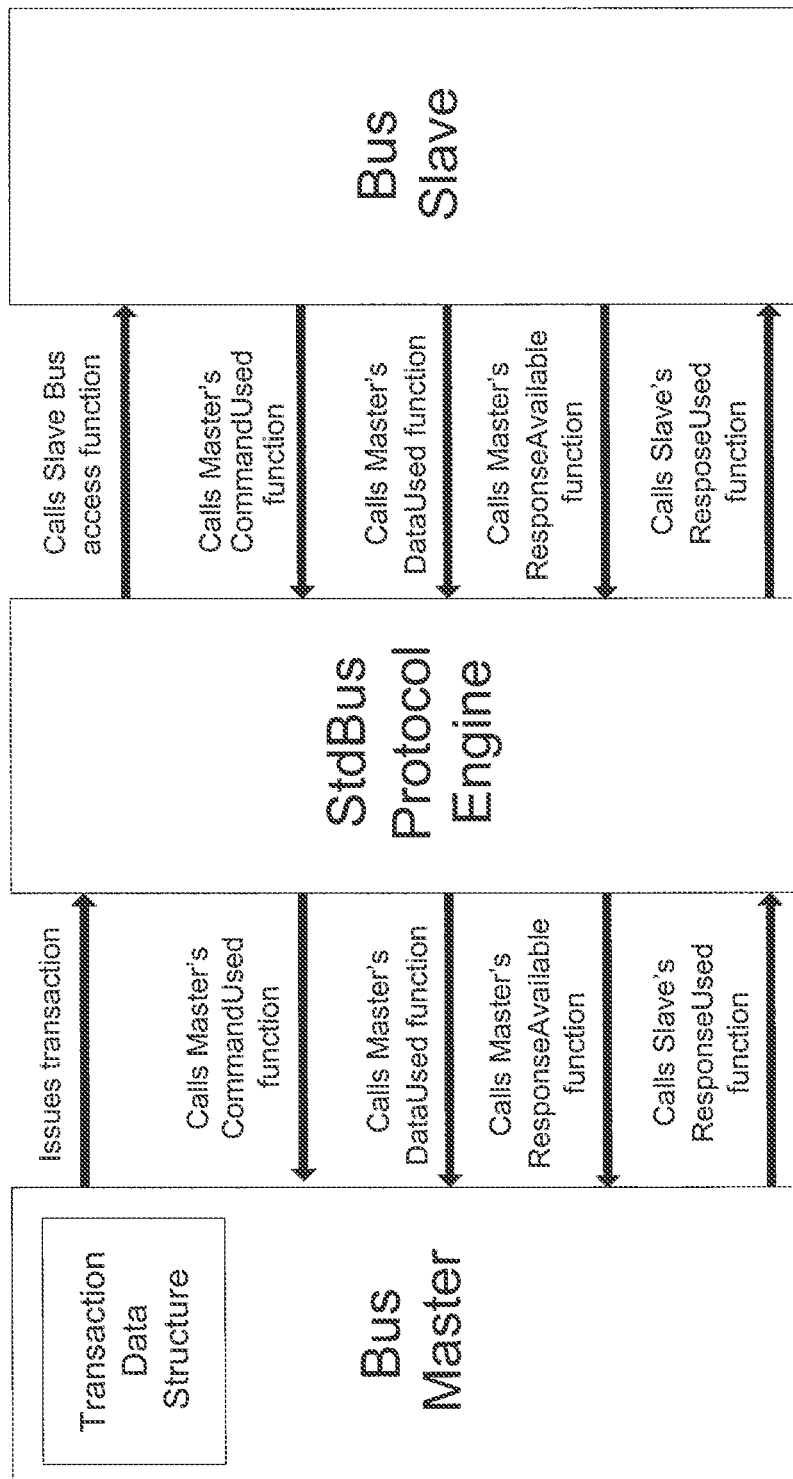 Transaction
Data
Structure
Bus
Master
Issues transaction
Calls Master's
CommandUsed
function
Calls Master's
DataUsed function
Calls Master's
ResponseAvailable
function
Calls Slave's
ResponseUsed
function
StdBus
Protocol
Engine
Calls Slave Bus
access function
Calls Master's
CommandUsed
function
Calls Master's
DataUsed function
Calls Master's
ResponseAvailable
function
Calls Slave's
ResposeUsed
function
Bus
Slave